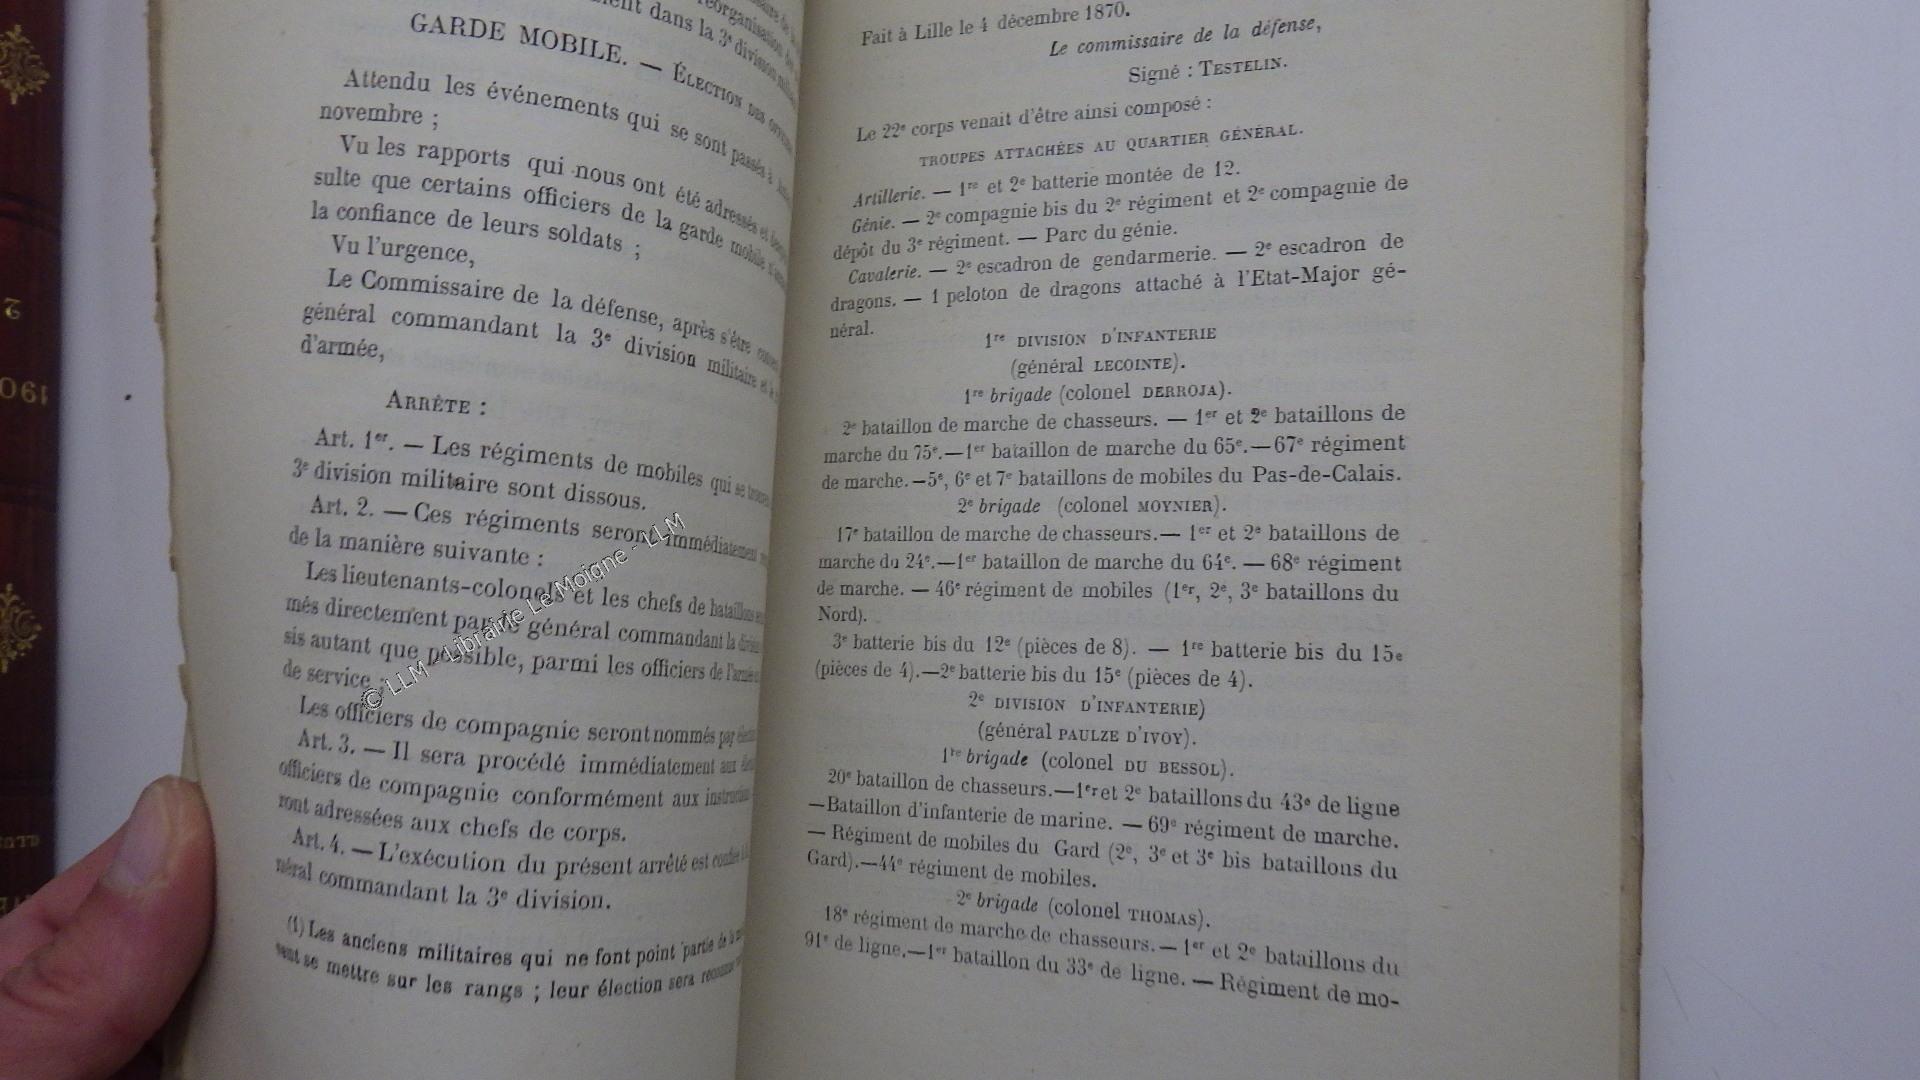 dans la 3e division
GARDE MOBILE. — ÉLECTION DES
Attendu les événements qui se sont passés à
novembre ;
Vu les rapports qui nous ont été adressés et
sulte que certains officiers de la garde mobile
la confiance de leurs soldats ;
Vu l'urgence,
Le Commissaire de la défense, après s'être
général commandant la 3e division militaire et
d'armée,
ARRÊTE :
Art. 1er. — Les régiments de mobiles qui se
3e division militaire sont dissous.
Art. 2. — Ces régiments seront immédiatement
de la manière suivante :
Les lieutenants-colonels et les chefs de bataillons
més directement par le général commandant la
sis autant que possible, parmi les officiers de l'armée
de service ;
Les officiers de compagnie seront nommés par
Art. 3. — Il sera procédé immédiatement aux
officiers de compagnie conformément aux
ront adressées aux chefs de corps.
Art. 4. — L'exécution du présent arrêté est
néral commandant la 3e division.
(1) Les anciens militaires qui ne font point partie de la
vent se mettre sur les rangs ; leur élection sera
Fait à Lille le 4 décembre 1870.
Le commissaire de la défense,
Signé : TESTELIN.
Le 22e corps venait d'être ainsi composé :
TROUPES ATTACHÉES AU QUARTIER GÉNÉRAL.
Artillerie. — 1re et 2e batterie montée de 12.
Génie. — 2e compagnie bis du 2e régiment et 2e compagnie de
dépôt du 3e régiment. — Parc du génie.
Cavalerie. — 2e escadron de gendarmerie. — 2e escadron de
dragons. — 1 peloton de dragons attaché à l'Etat-Major gé-
néral.
1re DIVISION D'INFANTERIE
(général LECOINTE).
1re brigade (colonel DERROJA).
2e bataillon de marche de chasseurs. — 1er et 2e bataillons de
marche du 75e.—1er bataillon de marche du 65e.—67e régiment
de marche.—5e, 6e et 7e bataillons de mobiles du Pas-de-Calais.
2e brigade (colonel MOYNIER).
17e bataillon de marche de chasseurs.— 1er et 2e bataillons de
marche du 24e.—1er bataillon de marche du 64e. — 68e régiment
de marche. — 46e régiment de mobiles (1er, 2e, 3e bataillons du
Nord).
3e batterie bis du 12e (pièces de 8). — 1re batterie bis du 15e
(pièces de 4).—2e batterie bis du 15e (pièces de 4).
2e DIVISION D'INFANTERIE)
(général PAULZE D'IVOY).
1re brigade (colonel DU BESSOL).
20e bataillon de chasseurs.—1er et 2e bataillons du 43e de ligne
—Bataillon d'infanterie de marine. — 69e régiment de marche.
— Régiment de mobiles du Gard (2e, 3e et 3e bis bataillons du
Gard).—44e régiment de mobiles.
2e brigade (colonel THOMAS).
18e régiment de marche de chasseurs. — 1er et 2e bataillons du
91e de ligne.—1er bataillon du 33e de ligne. — Régiment de mo-
© LLM - Librairie Le Moigne - LLM
2
190